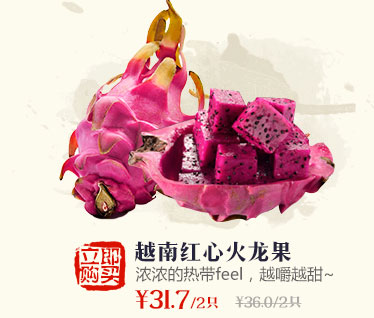 立即
购买
越南红心火龙果
浓浓的热带feel，越嚼越甜~
¥31.7/2只 ¥36.0/2只